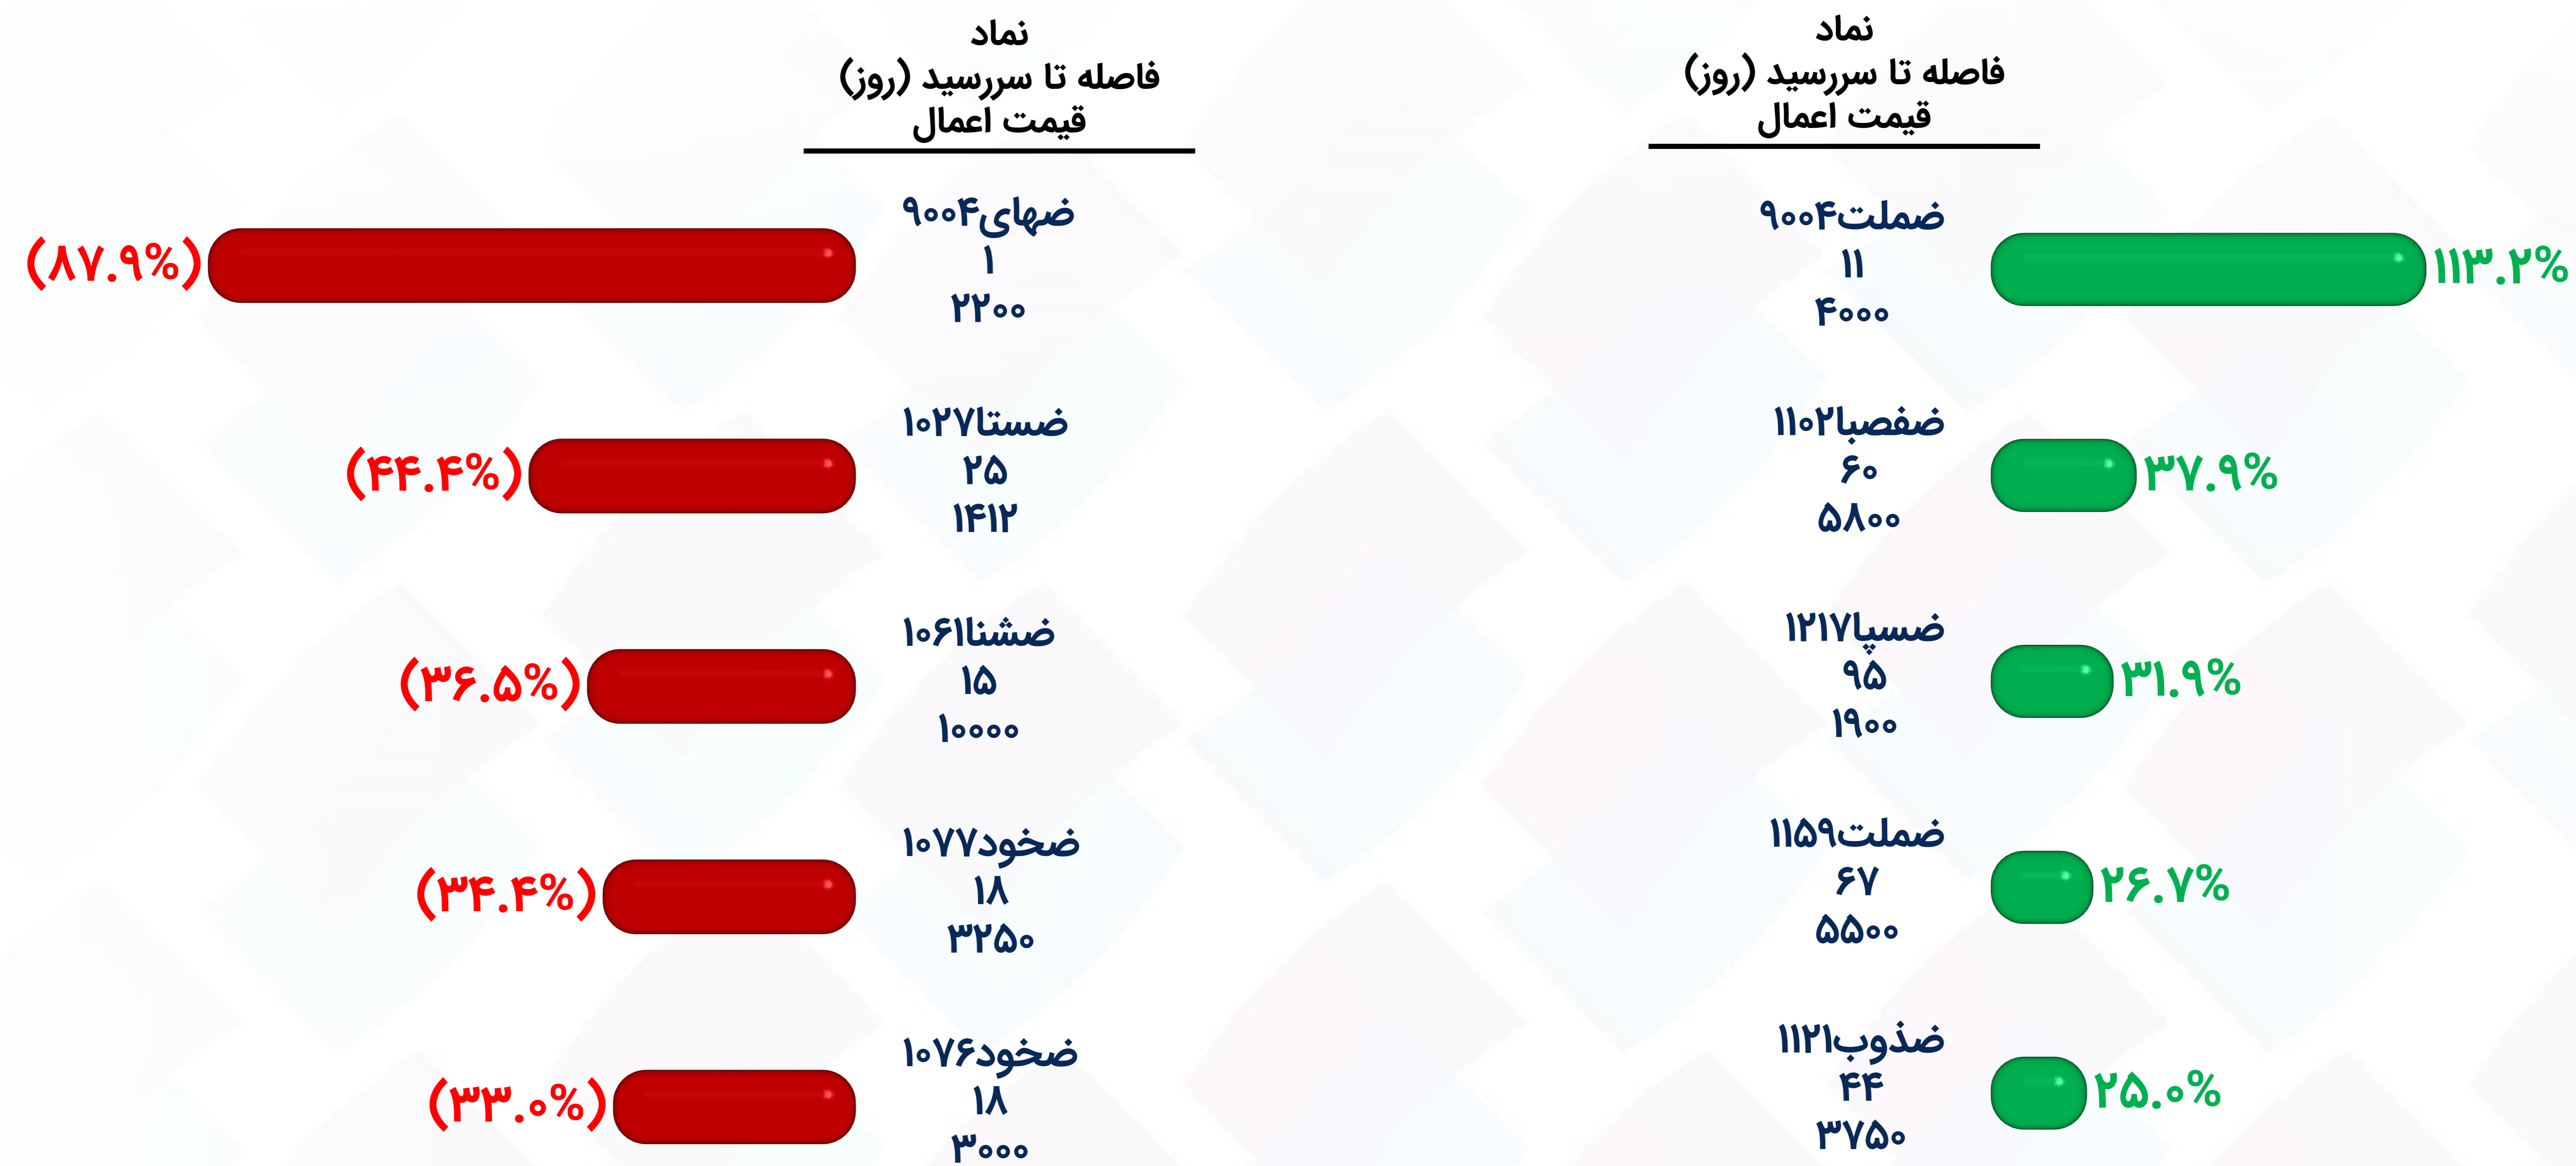 نماد
فاصله تا سررسید (روز)
قیمت اعمال
ضملت۹۰۰۴
۱۱
۴۰۰۰
۱۱۳.۲%
ضفصبا۱۱۰۲
۶۰
۵۸۰۰
۳۷.۹%
ضسپا۱۲۱۷
۹۵
۱۹۰۰
۳۱.۹%
ضملت۱۱۵۹
۶۷
۵۵۰۰
۲۶.۷%
ضذوب۱۱۲۱
۴۴
۳۷۵۰
۲۵.۰%
نماد
فاصله تا سررسید (روز)
قیمت اعمال
ضهای۹۰۰۴
۱
۲۲۰۰
(۸۷.۹%)
ضستا۱۰۲۷
۲۵
۱۴۱۲
(۴۴.۴%)
ضشنا۱۰۶۱
۱۵
۱۰۰۰۰
(۳۶.۵%)
ضخود۱۰۷۷
۱۸
۳۲۵۰
(۳۴.۴%)
ضخود۱۰۷۶
۱۸
۳۰۰۰
(۳۳.۰%)